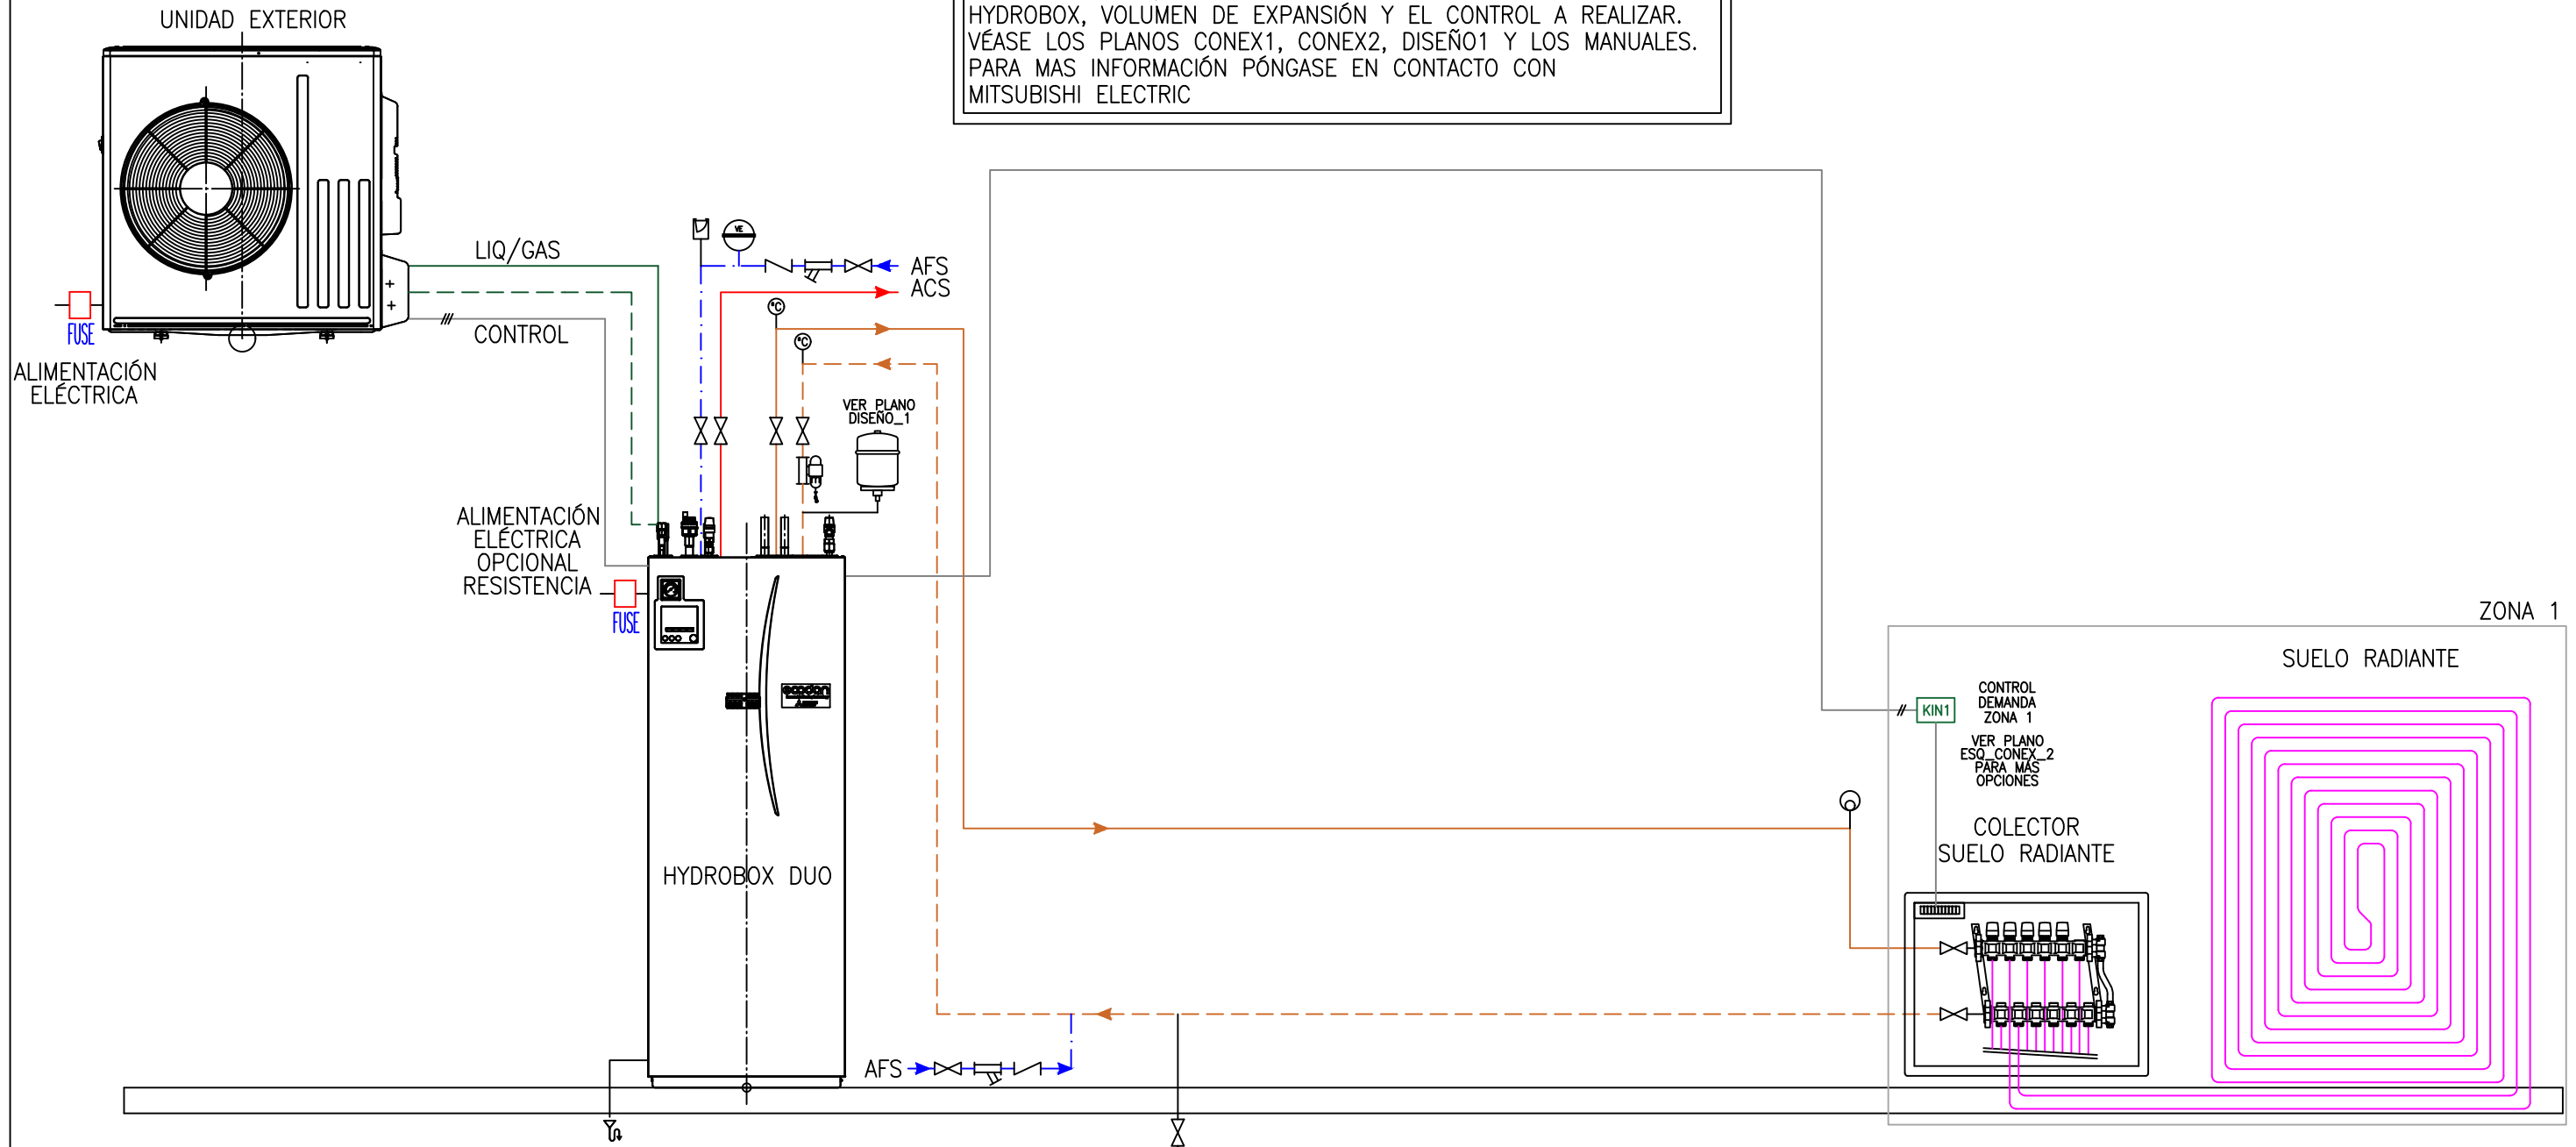 UNIDAD EXTERIOR
HYDROBOX, VOLUMEN DE EXPANSIÓN Y EL CONTROL A REALIZAR.
VÉASE LOS PLANOS CONEX1, CONEX2, DISEÑO1 Y LOS MANUALES.
PARA MAS INFORMACIÓN PÓNGASE EN CONTACTO CON
MITSUBISHI ELECTRIC
LIQ/GAS
CONTROL
FUSE
ALIMENTACIÓN
ELÉCTRICA
VE
AFS
ACS
°C
°C
VER PLANO
DISEÑO_1
ALIMENTACIÓN
ELÉCTRICA
OPCIONAL
RESISTENCIA
FUSE
ecodan
HYDROBOX DUO
AFS
ZONA 1
SUELO RADIANTE
KIN1
CONTROL
DEMANDA
ZONA 1
VER PLANO
ESQ_CONEX_2
PARA MÁS
OPCIONES
COLECTOR
SUELO RADIANTE